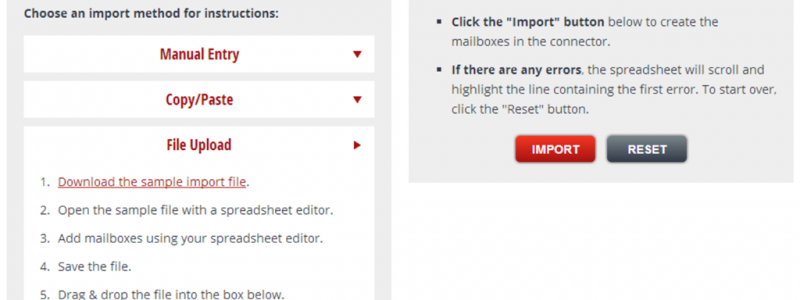 Choose an import method for instructions:
Manual Entry
Copy/Paste
File Upload
1. Download the sample import file.
2. Open the sample file with a spreadsheet editor.
3. Add mailboxes using your spreadsheet editor.
4. Save the file.
5. Drag & drop the file into the box below.
▪ Click the "Import" button below to create the
mailboxes in the connector.
▪ If there are any errors, the spreadsheet will scroll and
highlight the line containing the first error. To start over,
click the "Reset" button.
IMPORT RESET